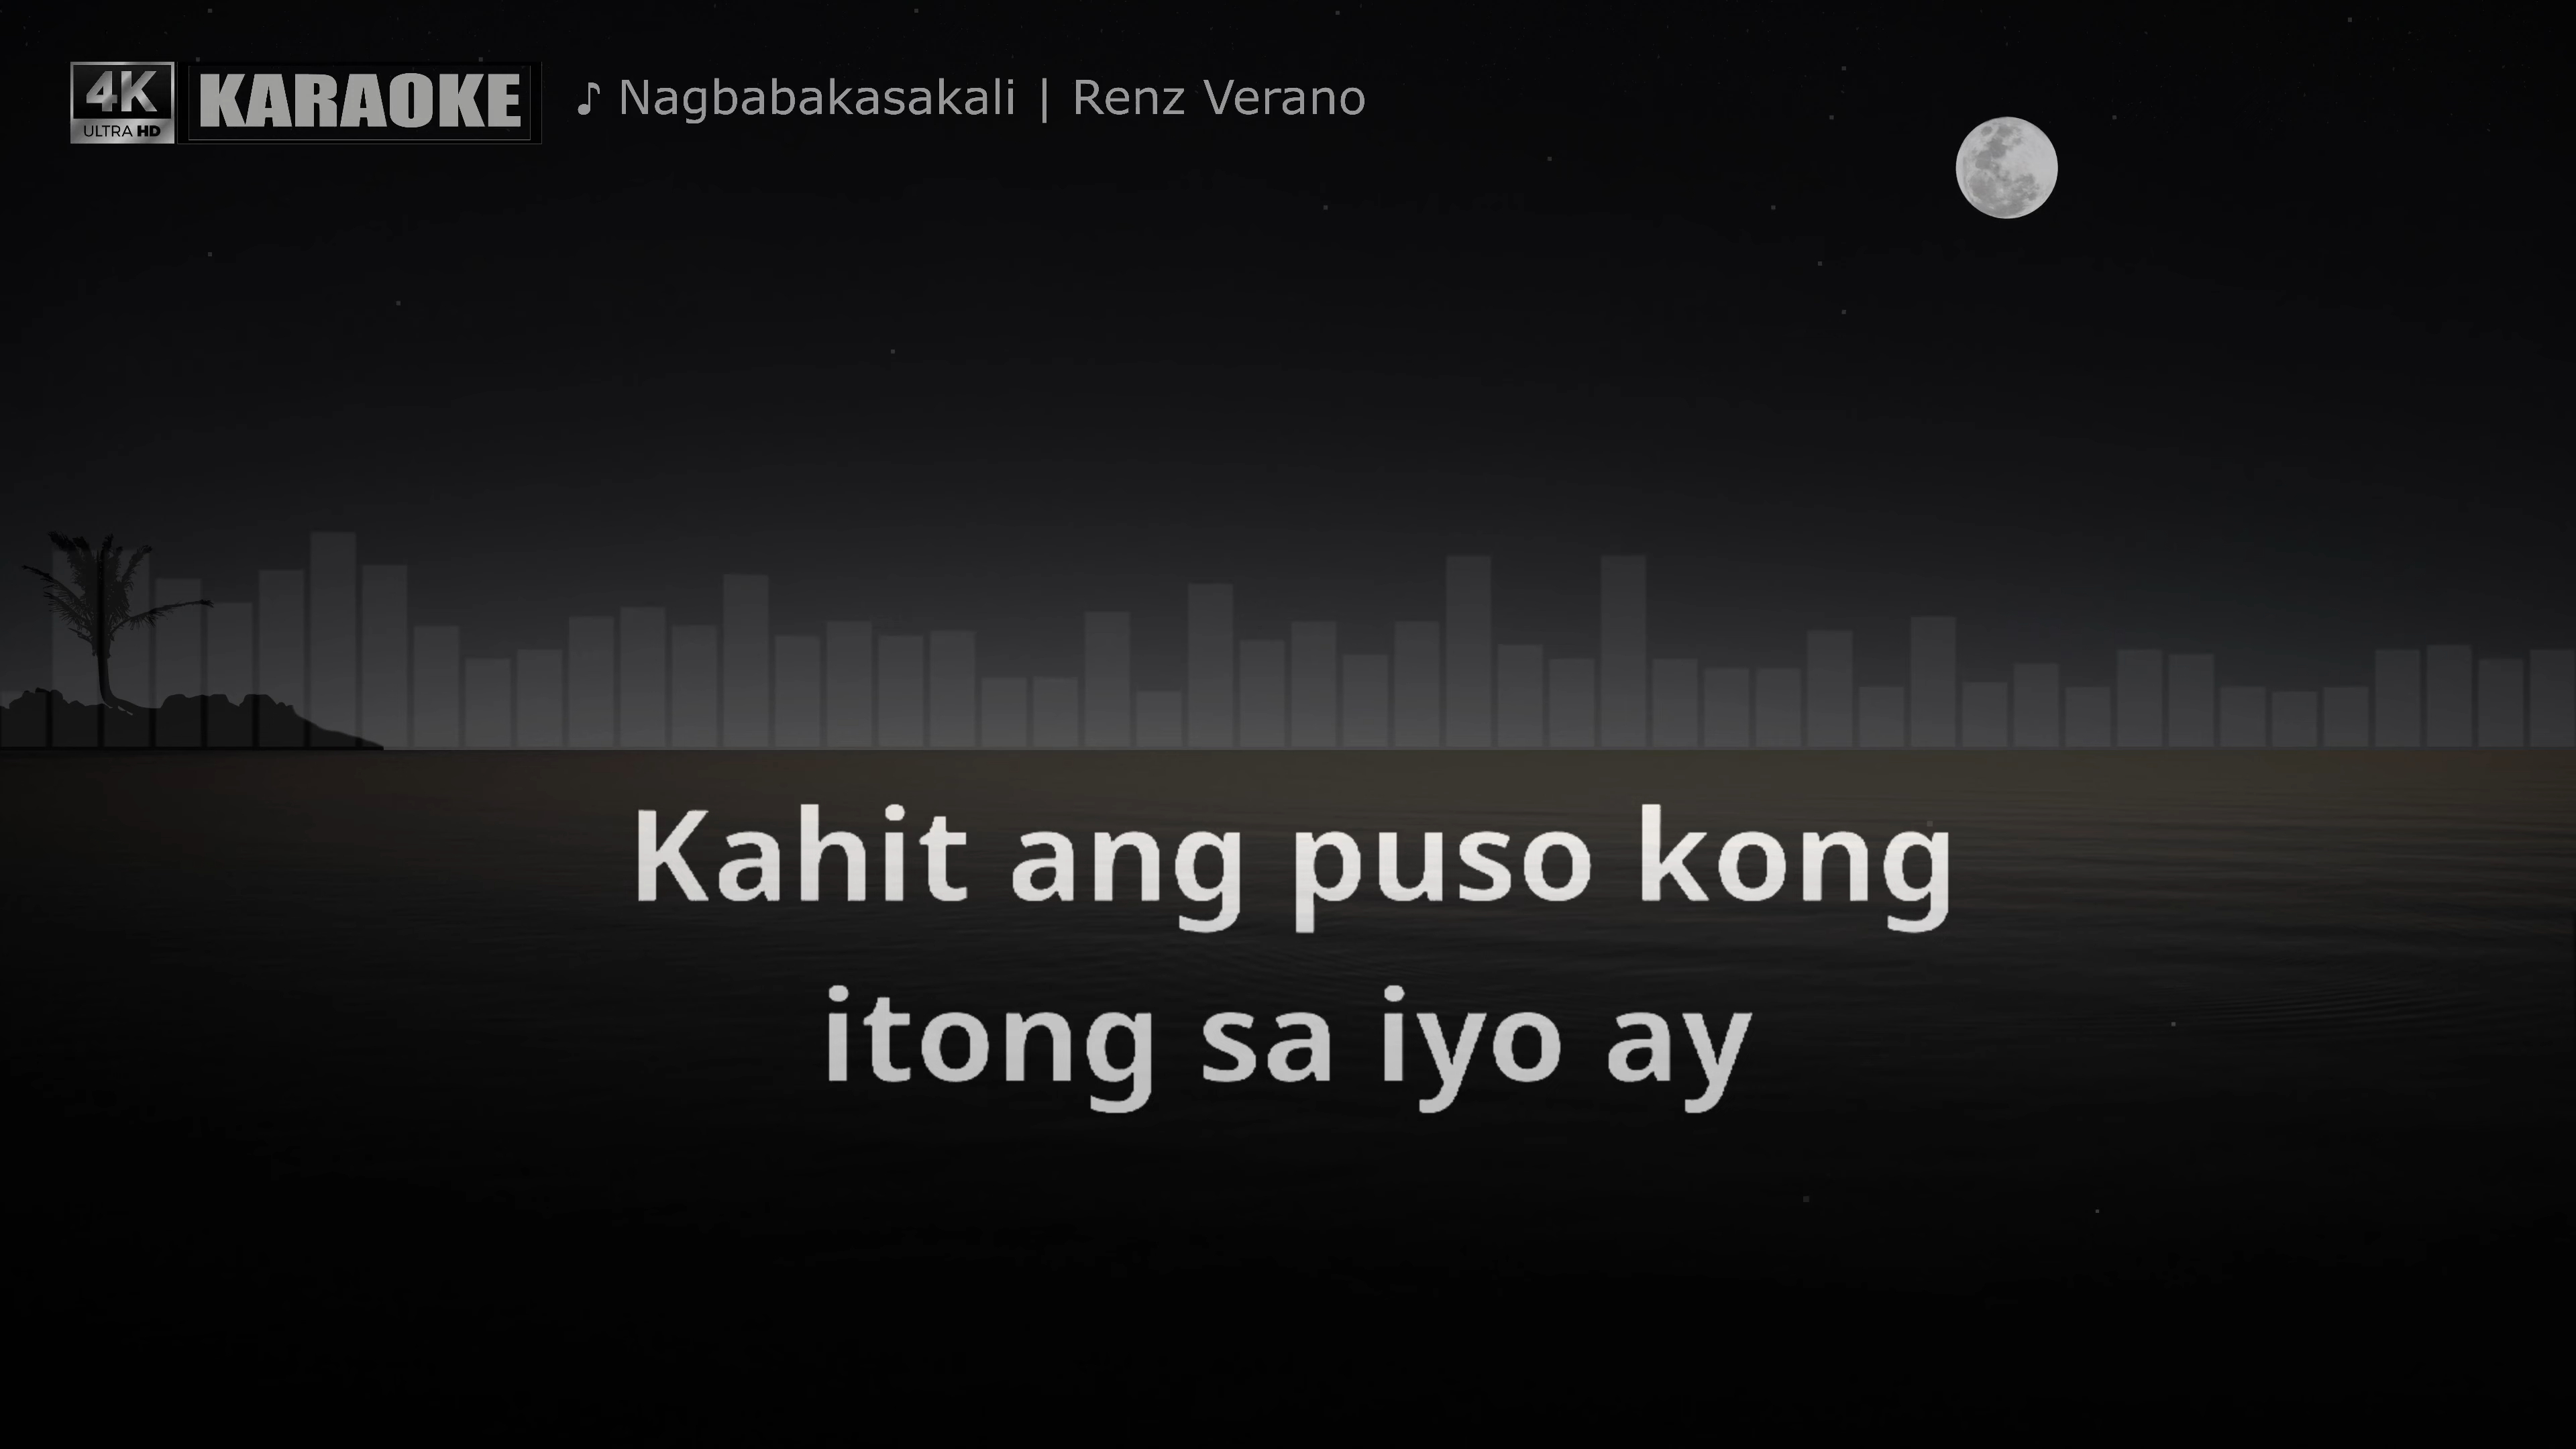 4K
ULTRA HD
KARAOKE
♪ Nagbabakasakali | Renz Verano
Kahit ang puso kong
itong sa iyo ay